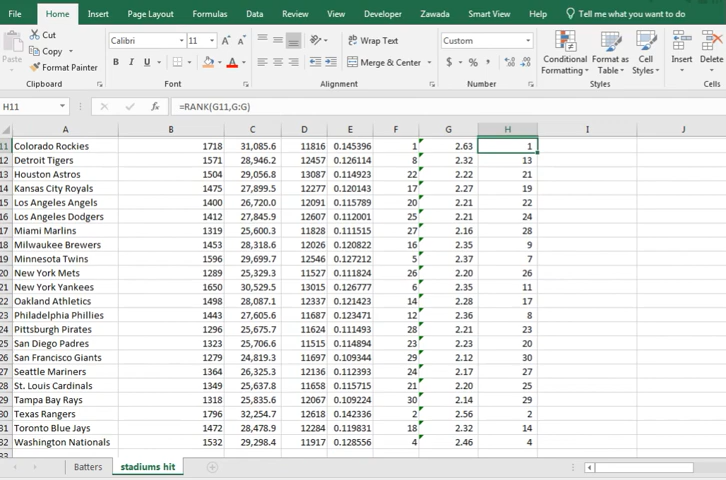 File Home Insert Page Layout Formulas Data Review View Developer Zawada Smart View Help Tell me what you want to do
Cut
Copy
Format Painter
Paste
Clipboard
Calibri 11 A A
B I U A
Font
Wrap Text
Merge & Center
Alignment
Custom
$ % ,
Number
Conditional Formatting
Format as Table
Cell Styles
Styles
Insert Delete
Cells
H11 fx =RANK(G11,G:G)
A B C D E F G H I J
11 Colorado Rockies 1718 31,085.6 11816 0.145396 1 2.63 1
12 Detroit Tigers 1571 28,946.2 12457 0.126114 8 2.32 13
13 Houston Astros 1504 29,056.8 13087 0.114923 22 2.22 21
14 Kansas City Royals 1475 27,899.5 12277 0.120143 17 2.27 19
15 Los Angeles Angels 1400 26,720.0 12091 0.115789 20 2.21 22
16 Los Angeles Dodgers 1412 27,845.9 12607 0.112001 25 2.21 24
17 Miami Marlins 1319 25,600.3 11828 0.111515 27 2.16 28
18 Milwaukee Brewers 1453 28,318.6 12026 0.120822 16 2.35 9
19 Minnesota Twins 1596 29,699.7 12546 0.127212 5 2.37 7
20 New York Mets 1289 25,329.3 11527 0.111824 26 2.20 26
21 New York Yankees 1650 30,529.5 13015 0.126777 6 2.35 11
22 Oakland Athletics 1498 28,087.1 12337 0.121423 14 2.28 17
23 Philadelphia Phillies 1443 27,605.6 11687 0.123471 12 2.36 8
24 Pittsburgh Pirates 1296 25,675.7 11624 0.111493 28 2.21 23
25 San Diego Padres 1323 25,706.6 11515 0.114894 23 2.23 20
26 San Francisco Giants 1279 24,819.3 11697 0.109344 29 2.12 30
27 Seattle Mariners 1364 26,325.3 12136 0.112393 24 2.17 27
28 St. Louis Cardinals 1349 25,637.8 11658 0.115715 21 2.20 25
29 Tampa Bay Rays 1318 25,835.6 12067 0.109224 30 2.14 29
30 Texas Rangers 1796 32,254.7 12618 0.142336 2 2.56 2
31 Toronto Blue Jays 1472 28,478.9 12284 0.119831 18 2.32 14
32 Washington Nationals 1532 29,298.4 11917 0.128556 4 2.46 4
Batters stadiums hit